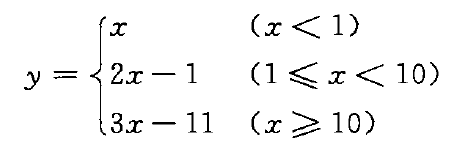 x (x < 1)
y = 2x − 1 (1 ⩽ x < 10)
3x − 11 (x ⩾ 10)